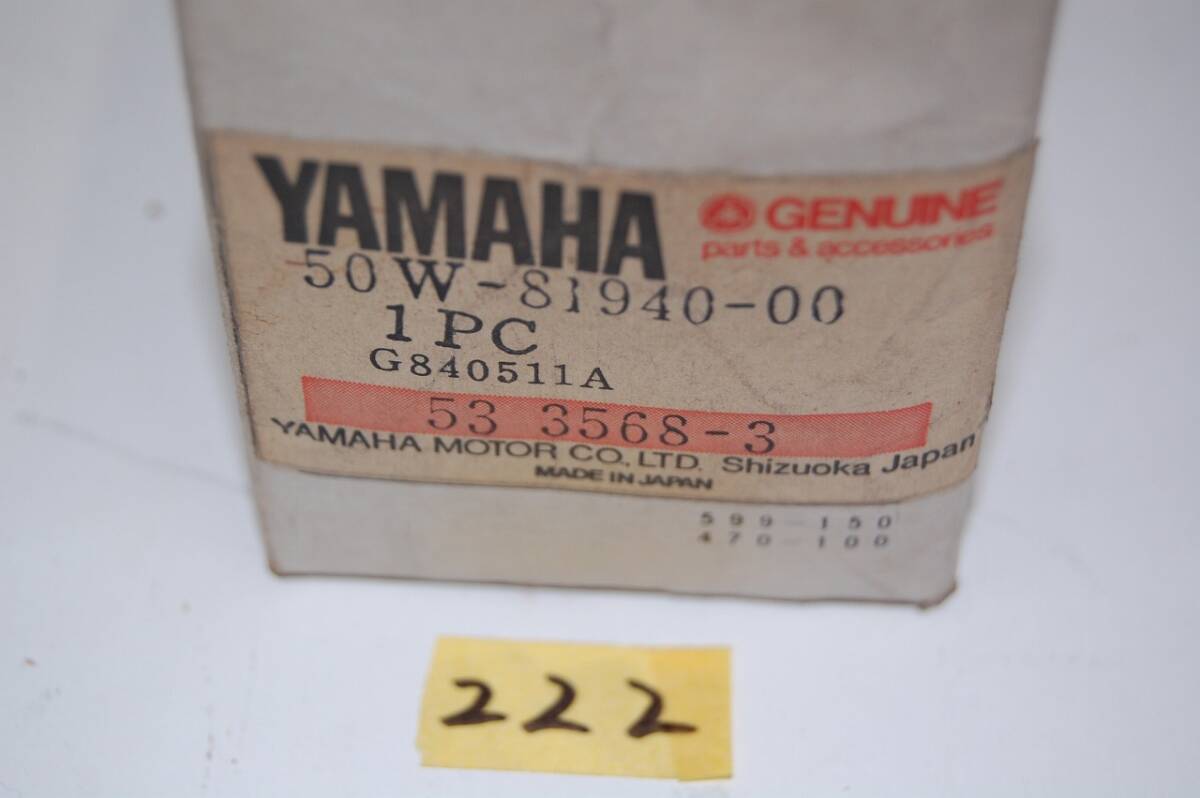 YAMAHA
GENUINE
parts & accessories
50W-81940-00
1PC
G840511A
53 3568-3
YAMAHA MOTOR CO., LTD. Shizuoka Japan
MADE IN JAPAN
599-150
470-100
222